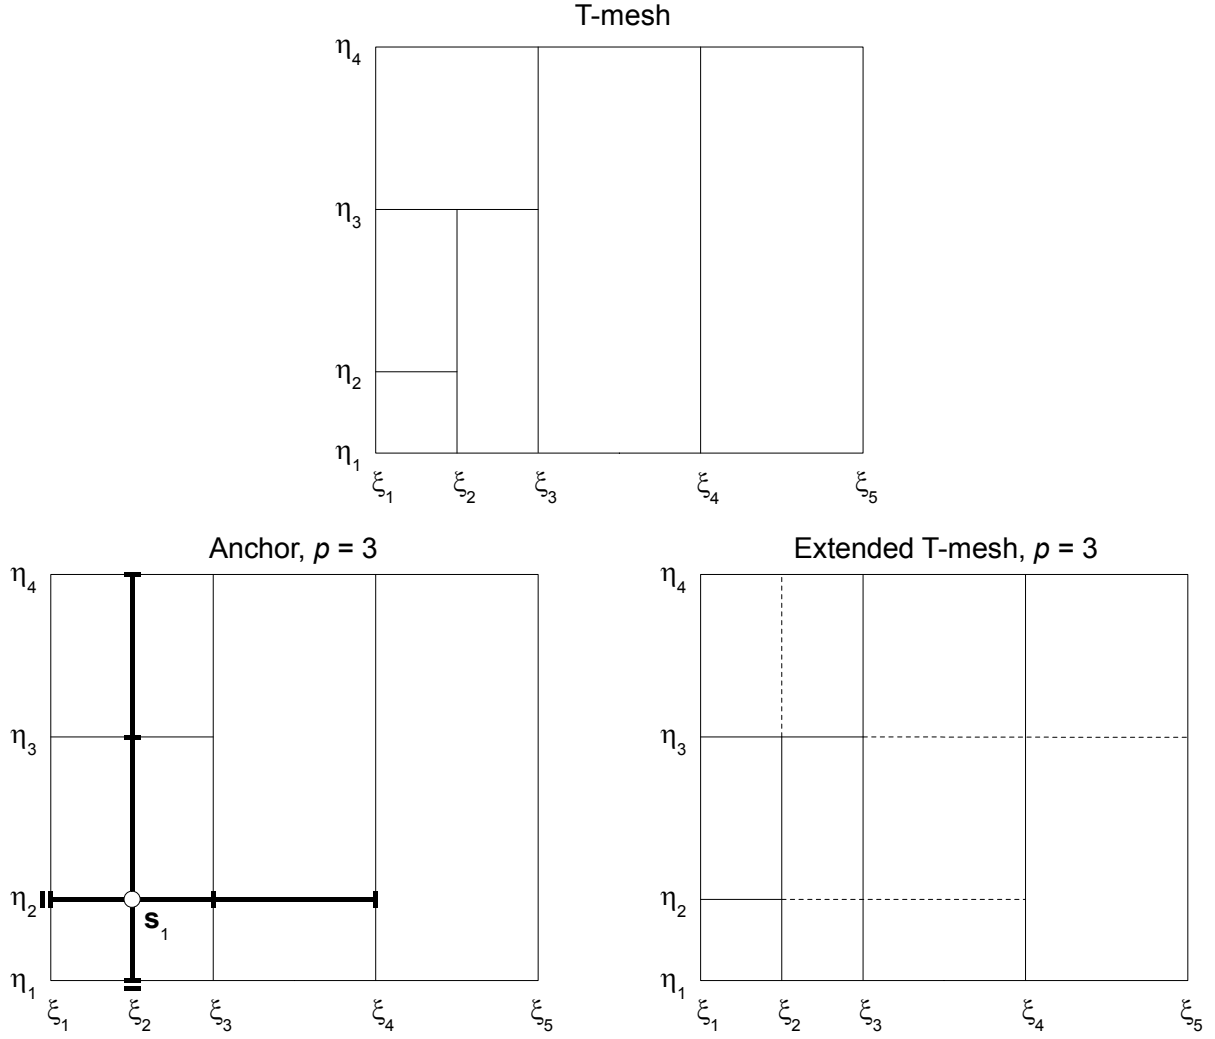 T-mesh
η4
η3
η2
η1
ξ1 ξ2 ξ3 ξ4 ξ5
Anchor, p = 3
η4
η3
η2
s1
η1
ξ1 ξ2 ξ3 ξ4 ξ5
Extended T-mesh, p = 3
η4
η3
η2
η1
ξ1 ξ2 ξ3 ξ4 ξ5